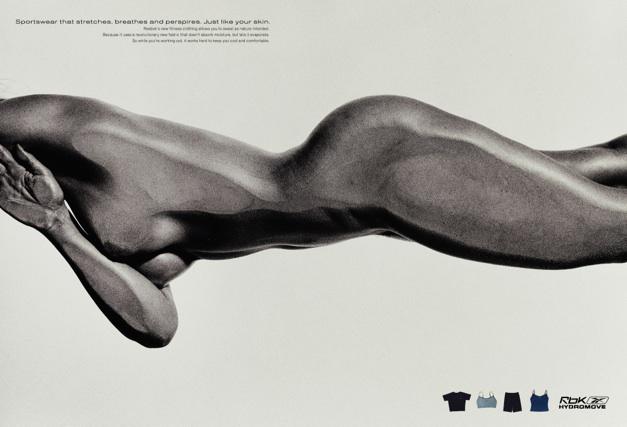 Sportswear that stretches, breathes and perspires. Just like your skin.
Reebok's new fitness clothing allows you to sweat as nature intended.
Because it uses a revolutionary new fabric that doesn't absorb moisture, but lets it evaporate.
So while you're working out, it works hard to keep you cool and comfortable.
Rbk
HYDROMOVE